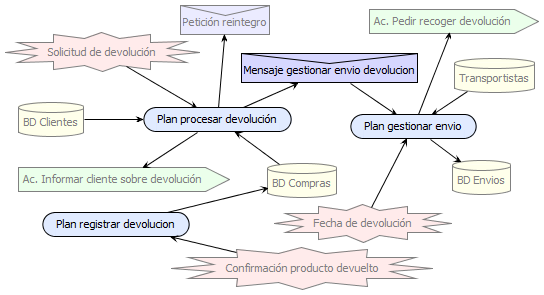 Petición reintegro
Ac. Pedir recoger devolución
Solicitud de devolución
Mensaje gestionar envio devolucion
Transportistas
BD Clientes
Plan procesar devolución
Plan gestionar envio
Ac. Informar cliente sobre devolución
BD Compras
BD Envios
Plan registrar devolucion
Fecha de devolución
Confirmación producto devuelto